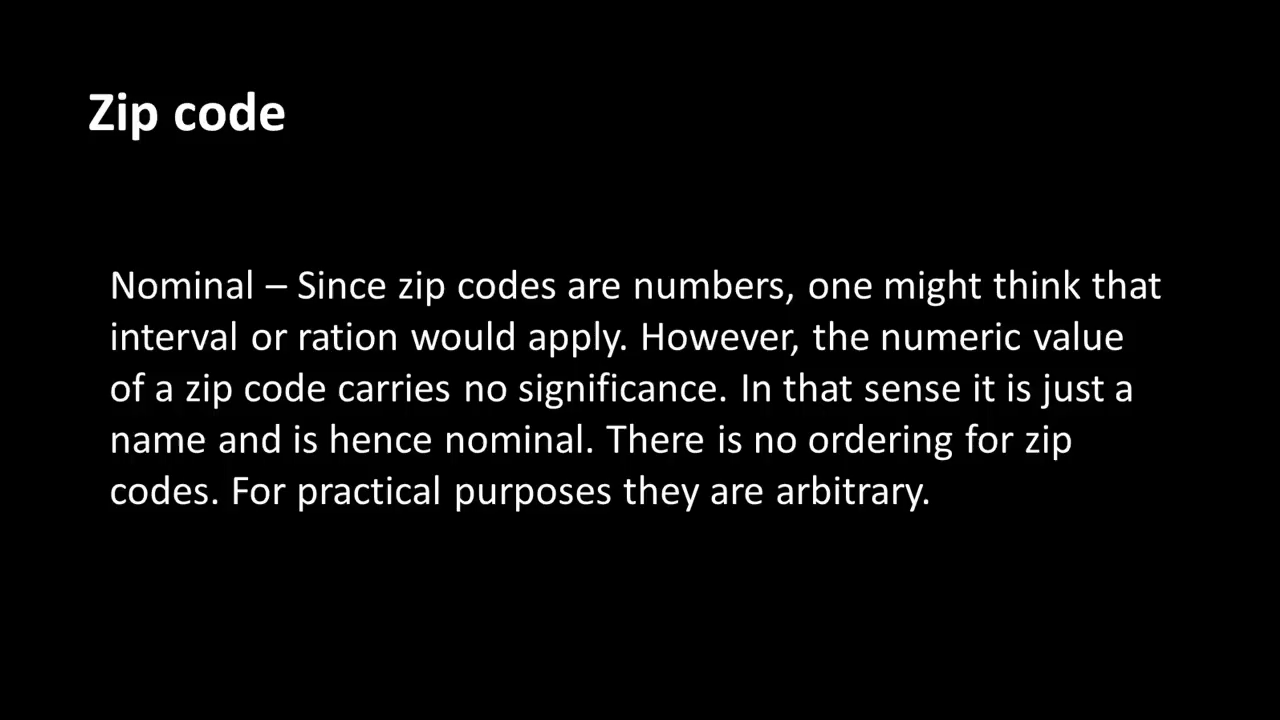 Zip code
Nominal – Since zip codes are numbers, one might think that
interval or ration would apply. However, the numeric value
of a zip code carries no significance. In that sense it is just a
name and is hence nominal. There is no ordering for zip
codes. For practical purposes they are arbitrary.